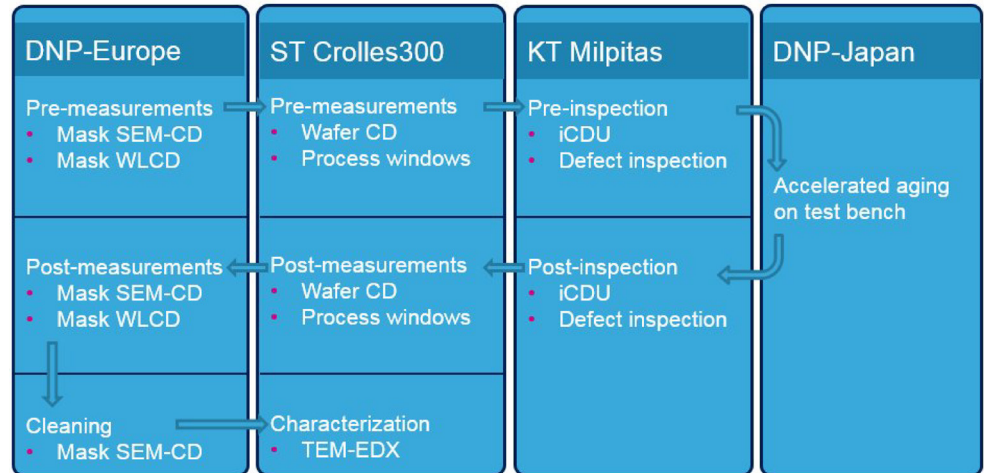 DNP-Europe
Pre-measurements
• Mask SEM-CD
• Mask WLCD
Post-measurements
• Mask SEM-CD
• Mask WLCD
Cleaning
• Mask SEM-CD
ST Crolles300
Pre-measurements
• Wafer CD
• Process windows
Post-measurements
• Wafer CD
• Process windows
Characterization
• TEM-EDX
KT Milpitas
Pre-inspection
• iCDU
• Defect inspection
Post-inspection
• iCDU
• Defect inspection
DNP-Japan
Accelerated aging
on test bench